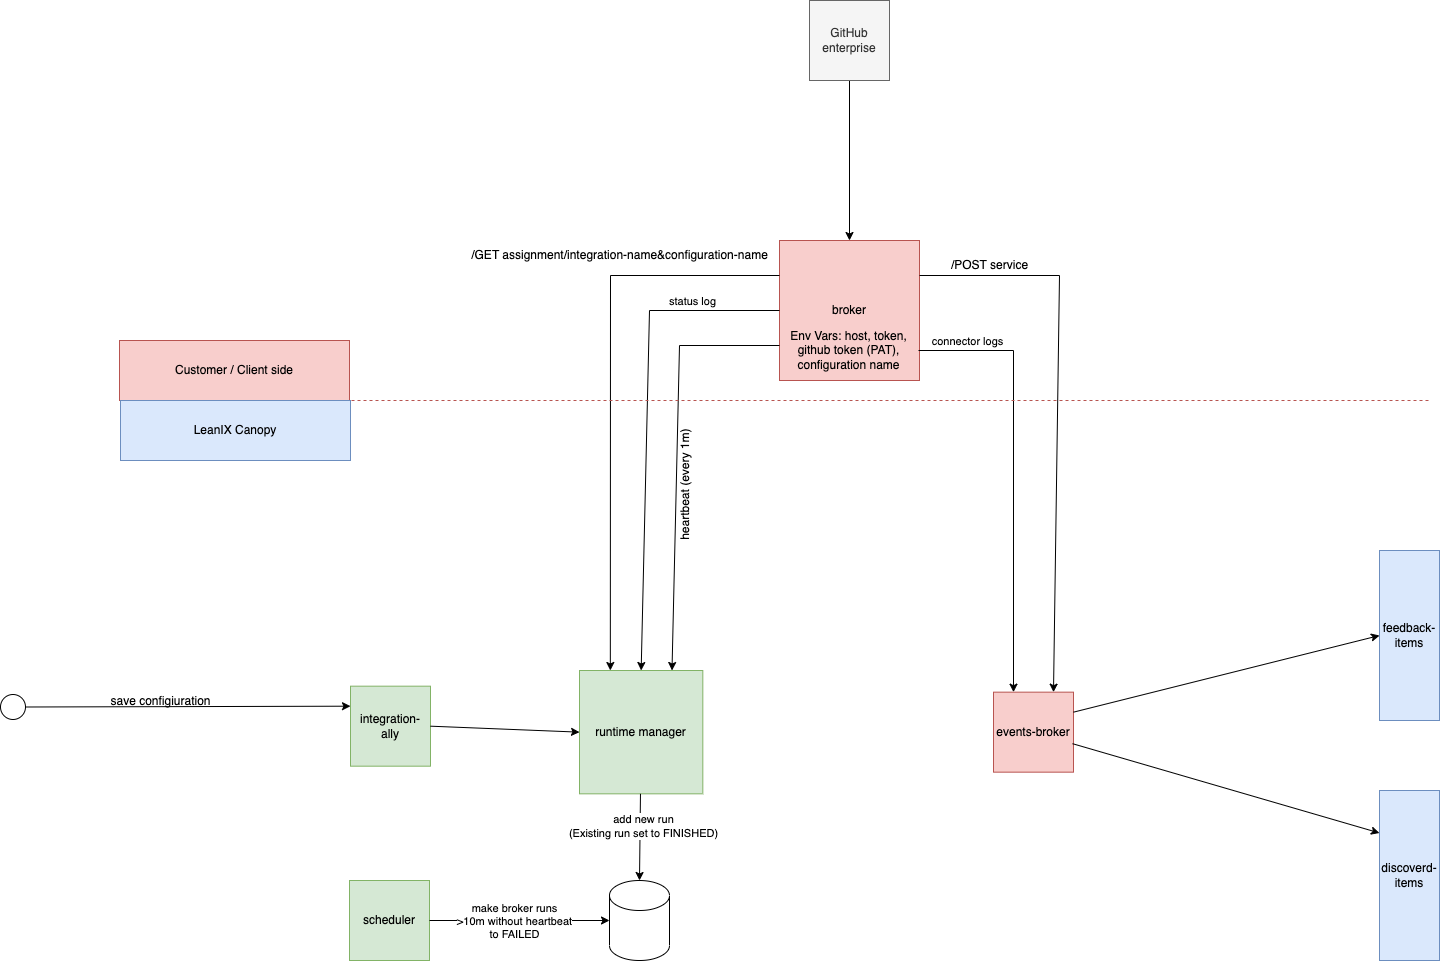 GitHub
enterprise
/GET assignment/integration-name&configuration-name
/POST service
status log
broker
Env Vars: host, token,
github token (PAT),
configuration name
connector logs
Customer / Client side
LeanIX Canopy
heartbeat (every 1m)
feedback-
items
save configiuration
integration-
ally
runtime manager
events-broker
add new run
(Existing run set to FINISHED)
discoverd-
items
scheduler
make broker runs
>10m without heartbeat
to FAILED